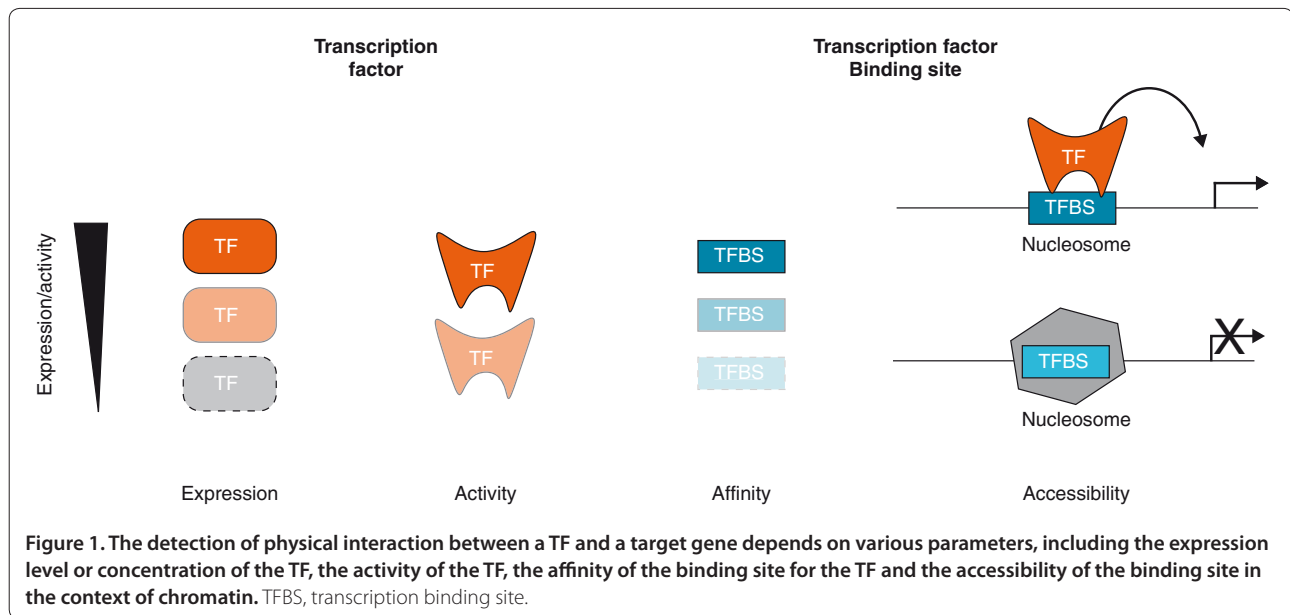 Transcription
factor
Transcription factor
Binding site
Expression/activity
TF
TF
TF
TF
TF
TFBS
TFBS
TFBS
TF
TFBS
Nucleosome
X
TFBS
Nucleosome
Expression
Activity
Affinity
Accessibility
Figure 1. The detection of physical interaction between a TF and a target gene depends on various parameters, including the expression
level or concentration of the TF, the activity of the TF, the affinity of the binding site for the TF and the accessibility of the binding site in
the context of chromatin. TFBS, transcription binding site.